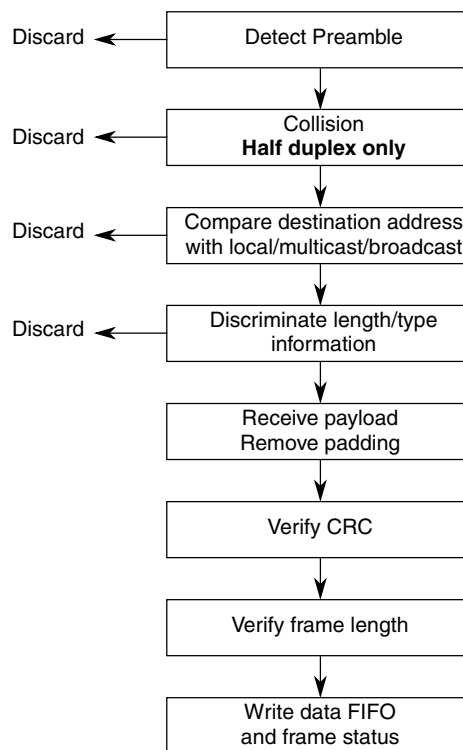 Discard
Detect Preamble
Discard
Collision
Half duplex only
Discard
Compare destination address
with local/multicast/broadcast
Discard
Discriminate length/type
information
Receive payload
Remove padding
Verify CRC
Verify frame length
Write data FIFO
and frame status